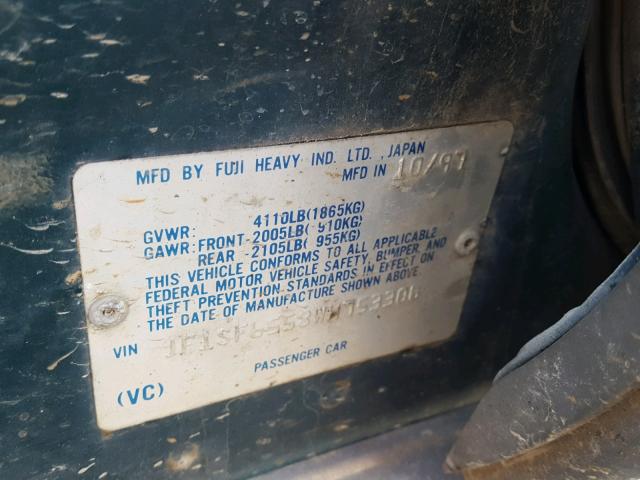 MFD BY FUJI HEAVY IND. LTD., JAPAN
MFD IN 10/97
GVWR: 4110LB(1865KG)
GAWR: FRONT-2005LB( 910KG)
REAR -2105LB( 955KG)
THIS VEHICLE CONFORMS TO ALL APPLICABLE
FEDERAL MOTOR VEHICLE SAFETY, BUMPER, AND
THEFT PREVENTION STANDARDS IN EFFECT ON
THE DATE OF MANUFACTURE SHOWN ABOVE.
VIN
PASSENGER CAR
(VC)